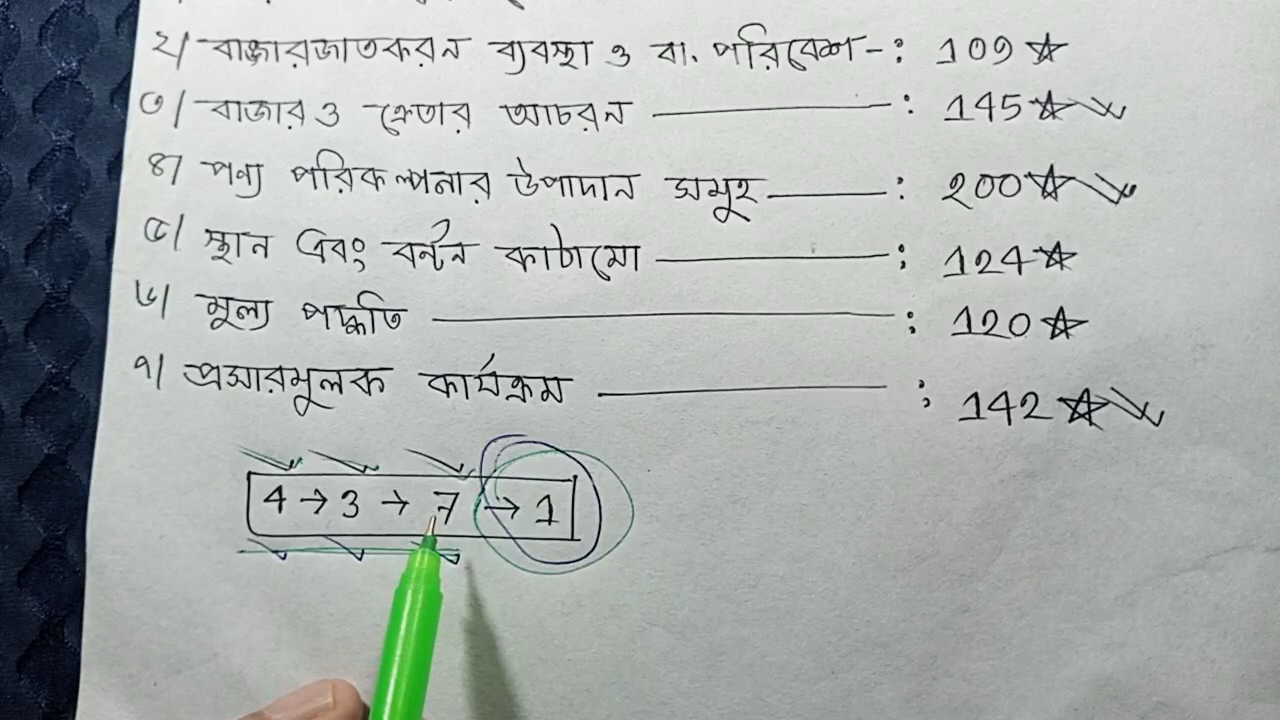 ২। বাজারজাতকরন ব্যবস্থা ও বা. পরিবেশ -: 109
৩। বাজার ও ক্রেতার আচরন : 145
৪। পণ্য পরিকল্পনার উপাদান সমূহ : 200
৫। স্থান এবং বন্টন কাঠামো : 124
৬। মূল্য পদ্ধতি : 120
৭। প্রসারমূলক কার্যক্রম : 142
4 → 3 → 7 → 1